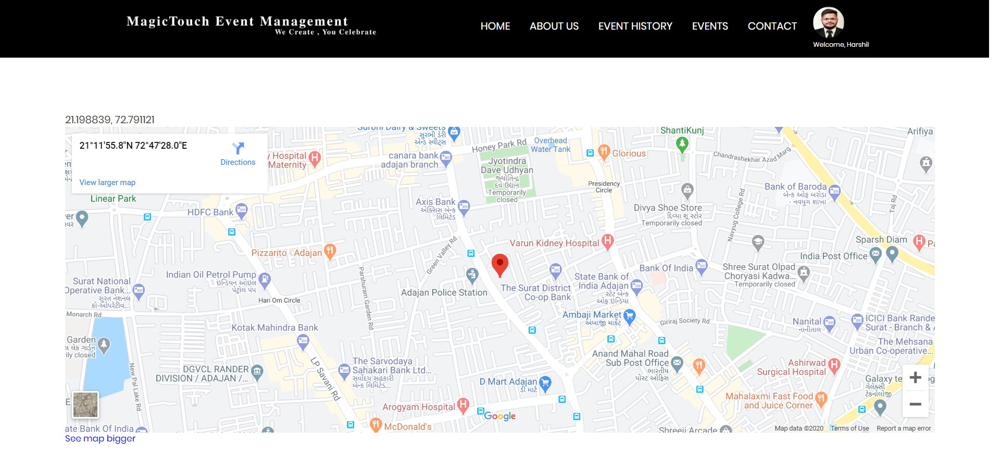 MagicTouch Event Management
We Create , You Celebrate
HOME
ABOUT US
EVENT HISTORY
EVENTS
CONTACT
Welcome, Harshil
21.198839, 72.791121
21°11'55.8"N 72°47'28.0"E
Directions
View larger map
Surbhi Dairy & Sweets
સુરભી ડેરી
એન્ડ સ્વીટ્સ
Honey Park Rd
Overhead
Water Tank
ShantiKunj
Arifiya
y Hospital
Maternity
canara bank
adajan branch
Jyotindra
Dave Udhyan
જ્યોતિન્દ્ર
દવે ઉદ્યાન
Temporarily
closed
Glorious
Chandrashekhar Azad Marg
Presidency
Circle
Bank of Baroda
બેન્ક ઓફ બરોડા
- નવયુગ શાખા
Taj Rd
Linear Park
HDFC Bank
Axis Bank
એક્સિસ બેન્ક
લિમિટેડ
Divya Shoe Store
દિવ્યા શૂ સ્ટોર
Temporarily closed
Navyug College Rd
er
વર
Pizzarito - Adajan
Green Valley Rd
Varun Kidney Hospital
Sparsh Diam
Pa
India Post Office
Surat National
Operative Bank...
સુરત નેશનલ
કો-ઓપરેટીવ...
Indian Oil Petrol Pump
ઇન્ડિયન ઓઇલ
પેટ્રોલ પંપ
Hari Om Circle
Parshuram Garden Rd
Adajan Police Station
The Surat District
Co-op Bank
State Bank of
India Adajan
સ્ટેટ બેન્ક
ઓફ ઇન્ડિયા
Bank Of India
Shree Surat Olpad
Choryasi Kadwa...
Temporarily closed
Monarch Rd
Kotak Mahindra Bank
Ambaji Market
અંબાજી માર્કેટ
Giriraj Society Rd
Nanital
નાનીતાલ
ICICI Bank Rande
Surat - Branch & A
Garden
લ લેક ગાર્ડન
ily closed
New Pal Lake Rd
The Mehsana
Urban Co-operative...
DGVCL RANDER
DIVISION / ADAJAN /...
LP Savani Rd
The Sarvodaya
Sahakari Bank Ltd...
સર્વોદય સહકારી
બેન્ક લિમિટેડ...
Anand Mahal Road
Sub Post Office
ભારતીય
પોસ્ટ ઓફિસ
Ashirwad
Surgical Hospital
D Mart Adajan
ડી માર્ટ
Galaxy te
og
ગેલેક્સી
ટેકનોલોજી
E
Arogyam Hospital
Google
Mahalaxmi Fast Food
and Juice Corner
ate Bank Of India
McDonald's
Shreeji Arcade
Map data ©2020
Terms of Use
Report a map error
See map bigger